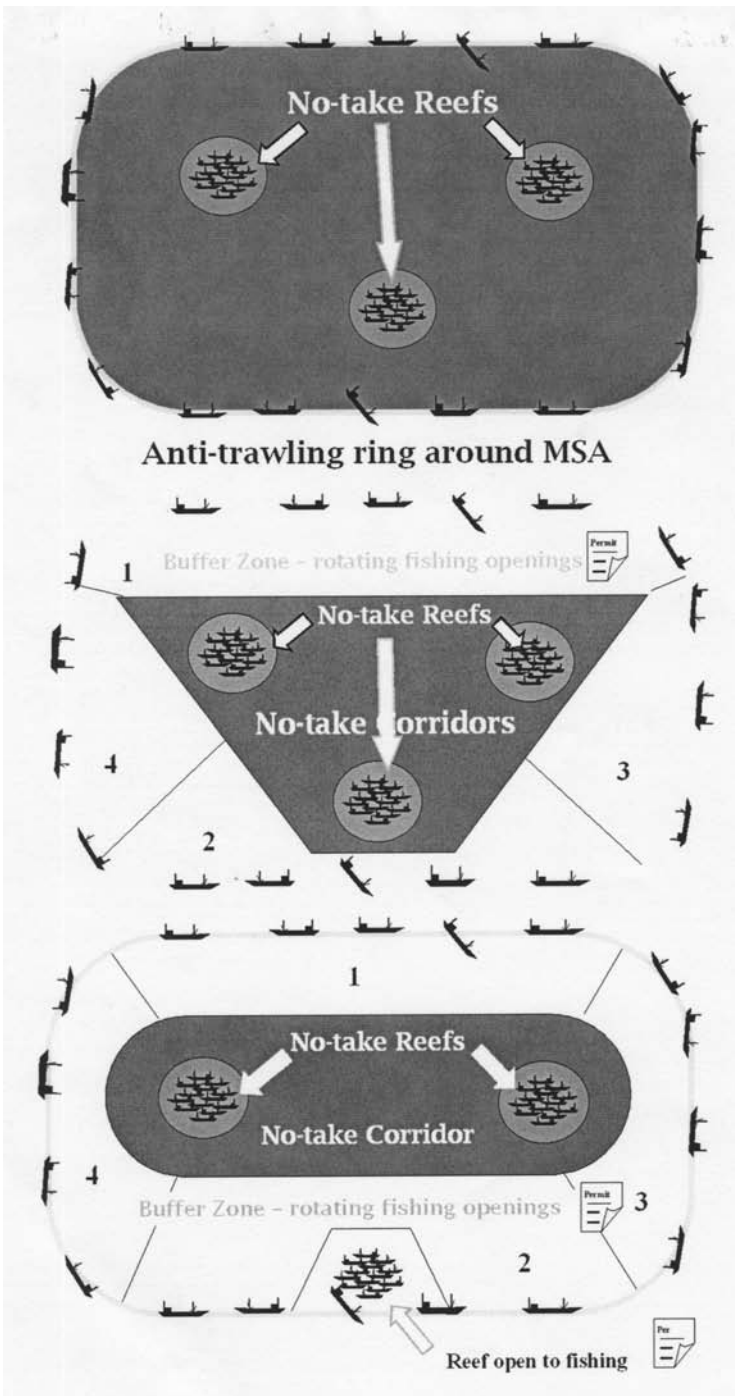 No-take Reefs
Anti-trawling ring around MSA
1
Buffer Zone – rotating fishing openings
Permit
No-take Reefs
No-take Corridors
4
3
2
1
No-take Reefs
No-take Corridor
4
Buffer Zone – rotating fishing openings
Permit
3
2
Reef open to fishing
Per